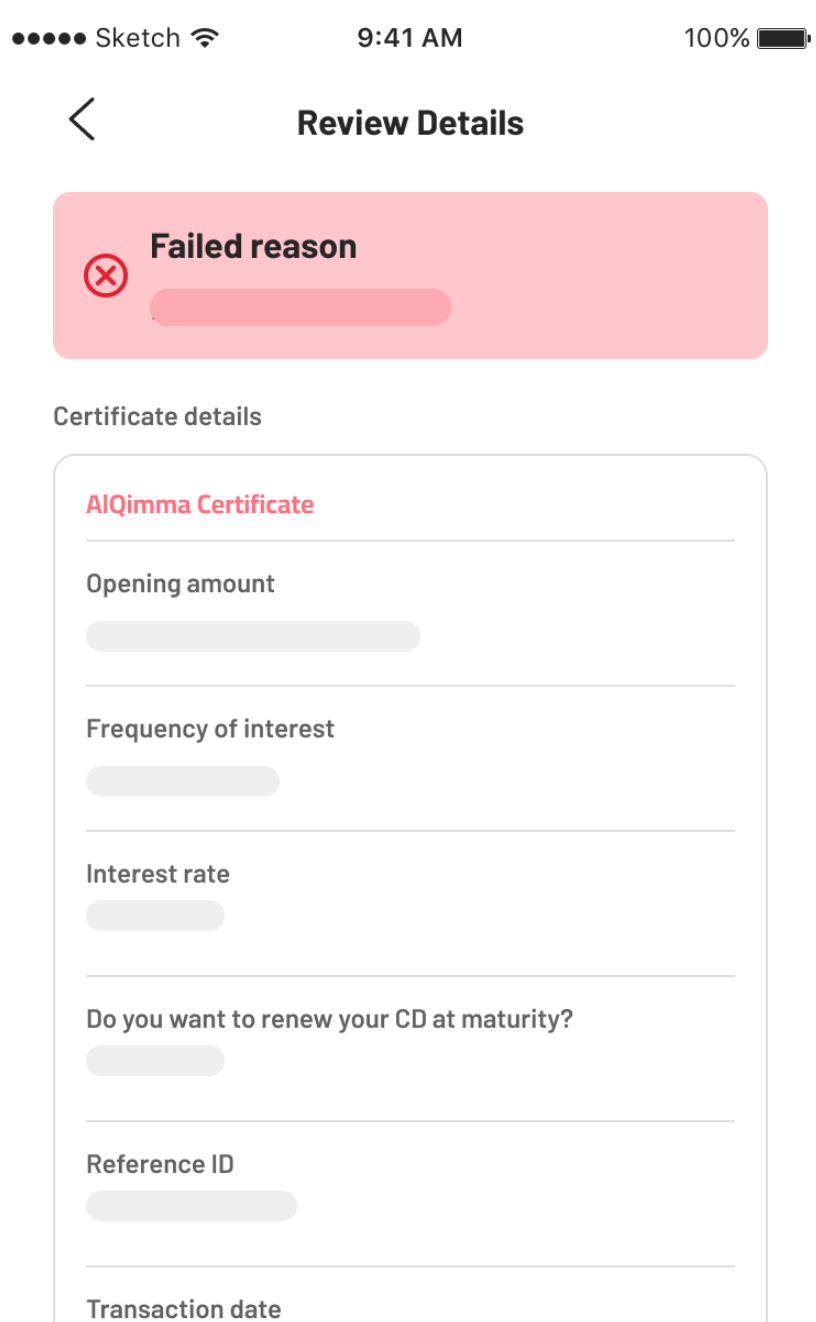 Sketch 9:41 AM 100%
Review Details
Failed reason
Certificate details
AlQimma Certificate
Opening amount
Frequency of interest
Interest rate
Do you want to renew your CD at maturity?
Reference ID
Transaction date